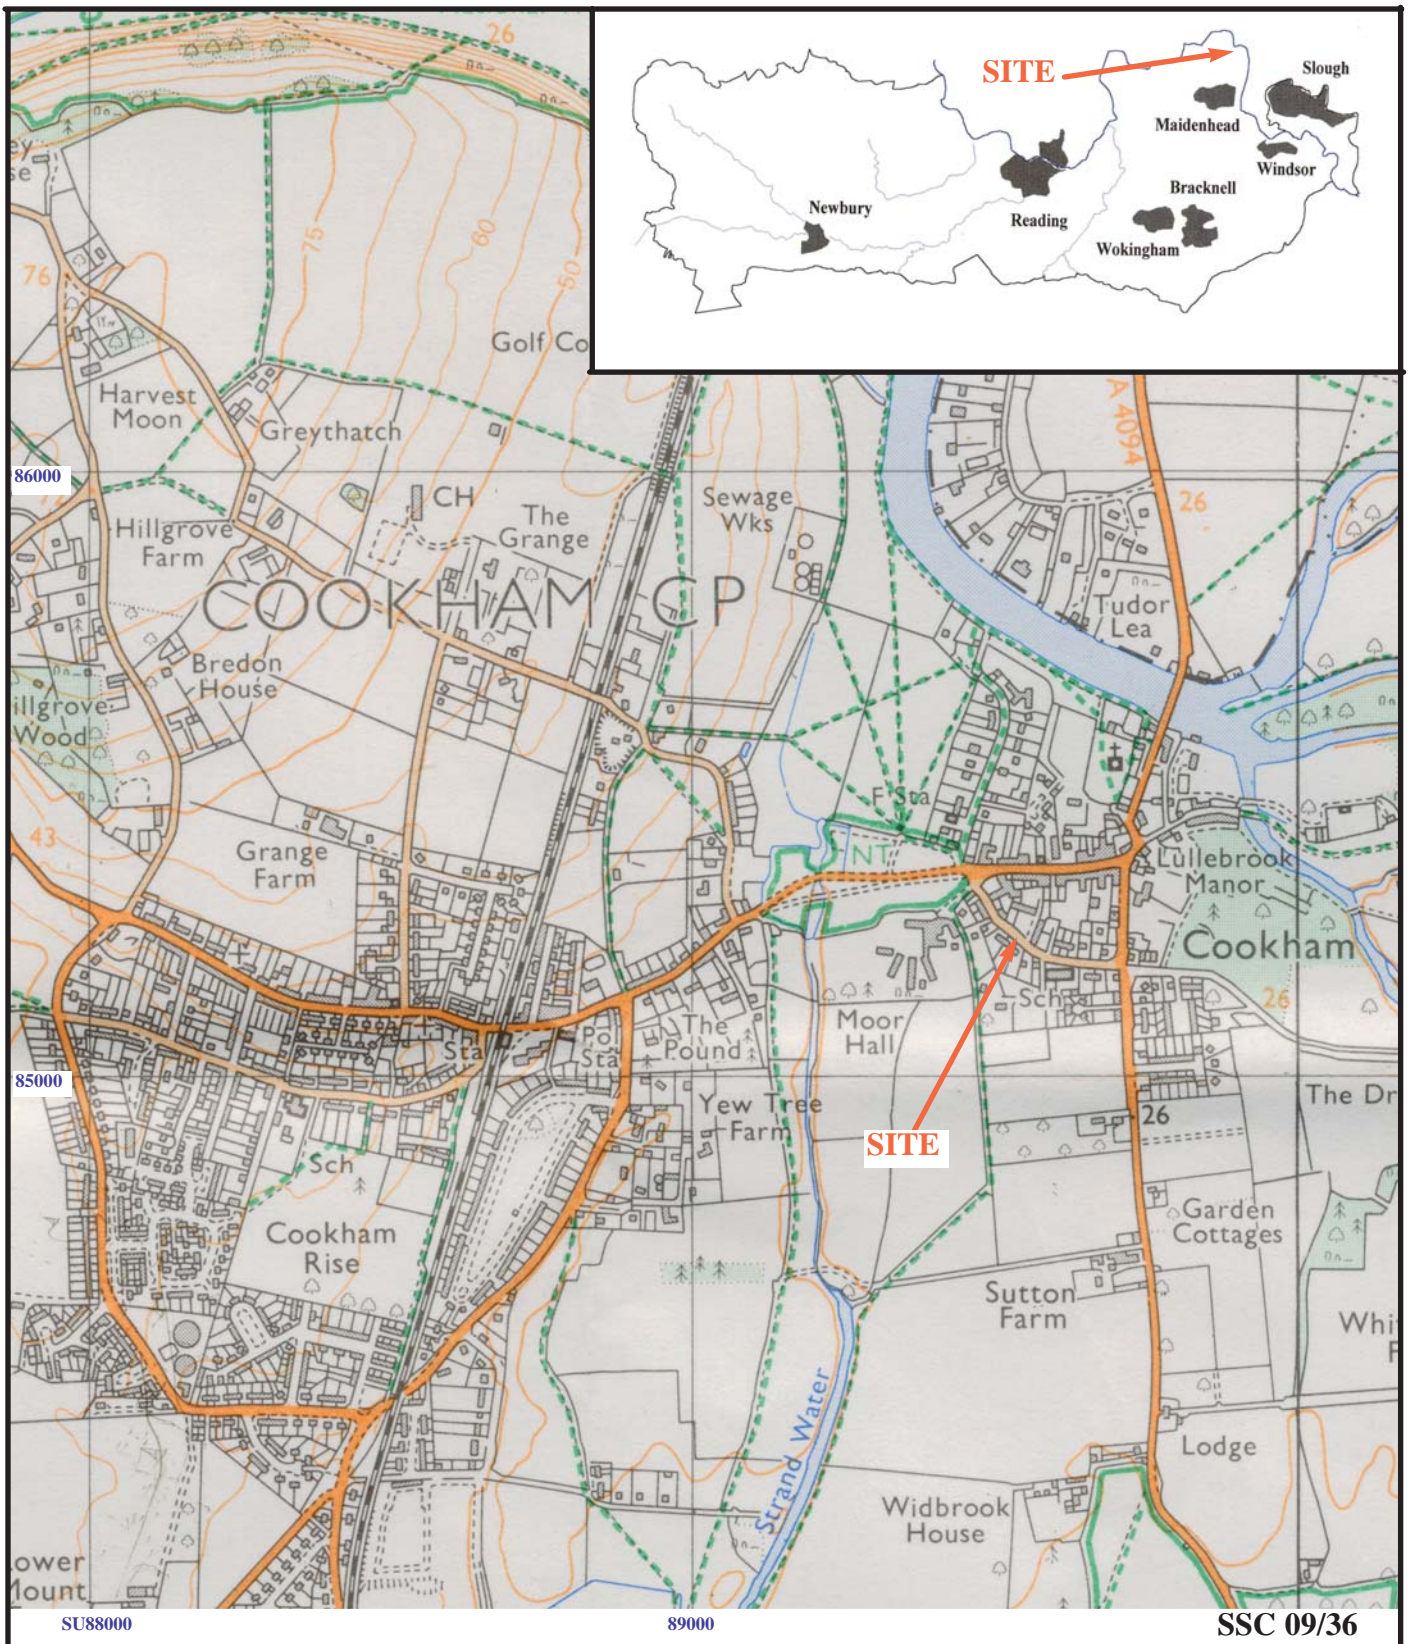 26
SITE
Slough
Maidenhead
Windsor
Bracknell
Newbury
Reading
Wokingham
75
60
50
76
Golf Co
Harvest
Moon
Greythatch
A 4094
86000
CH
The
Grange
Sewage
Wks
26
Hillgrove
Farm
COOKHAM CP
Tudor
Lea
Bredon
House
illgrove
Wood
F Sta
43
Grange
Farm
NT
Lullebrook
Manor
Cookham
26
Sch
Moor
Hall
The
Pound
Pol
Sta
Sta
85000
Yew Tree
Farm
SITE
26
The Dr
Sch
Garden
Cottages
Cookham
Rise
Sutton
Farm
Whi
F
Strand Water
Lodge
Widbrook
House
ower
Mount
SU88000
89000
SSC 09/36